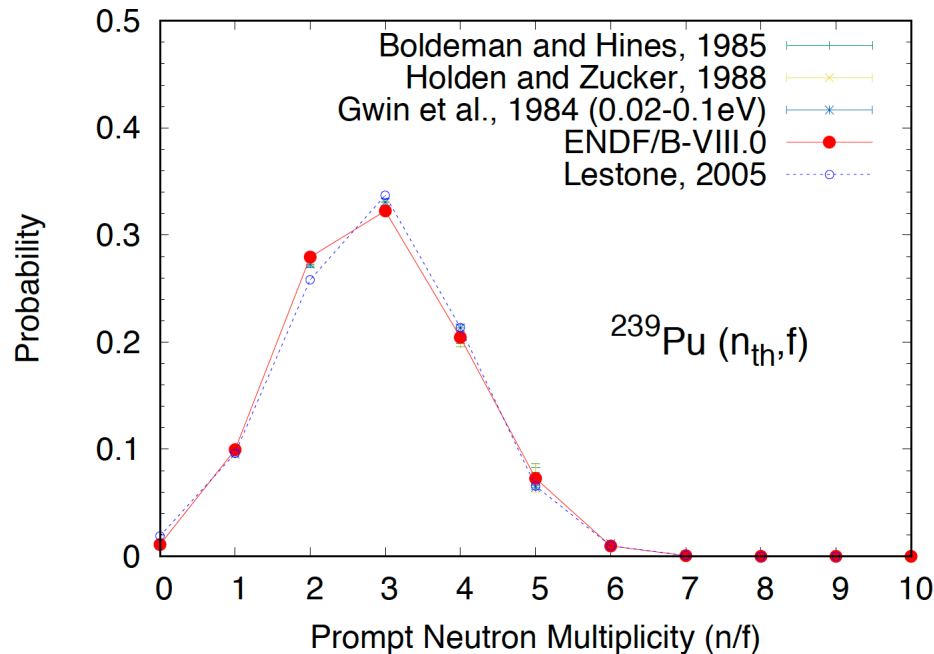 0.5
0.4
0.3
0.2
0.1
0
Probability
Boldeman and Hines, 1985
Holden and Zucker, 1988
Gwin et al., 1984 (0.02-0.1eV)
ENDF/B-VIII.0
Lestone, 2005
²³⁹Pu (nₜₕ,f)
0 1 2 3 4 5 6 7 8 9 10
Prompt Neutron Multiplicity (n/f)